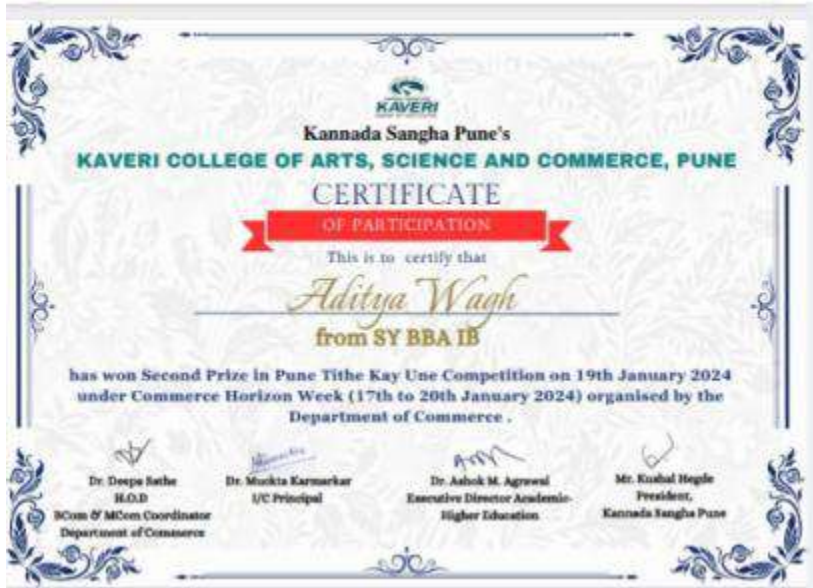 KAVERI
Kannada Sangha Pune's
KAVERI COLLEGE OF ARTS, SCIENCE AND COMMERCE, PUNE
CERTIFICATE
OF PARTICIPATION
This is to certify that
Aditya Wagh
from SY BBA IB
has won Second Prize in Pune Tithe Kay Une Competition on 19th January 2024
under Commerce Horizon Week (17th to 20th January 2024) organised by the
Department of Commerce .
Dr. Deepa Sathe
H.O.D
BCom & MCom Coordinator
Department of Commerce
Dr. Muckta Karmarkar
I/C Principal
Dr. Ashok M. Agrawal
Executive Director Academic-
Higher Education
Mr. Kushal Hegde
President,
Kannada Sangha Pune